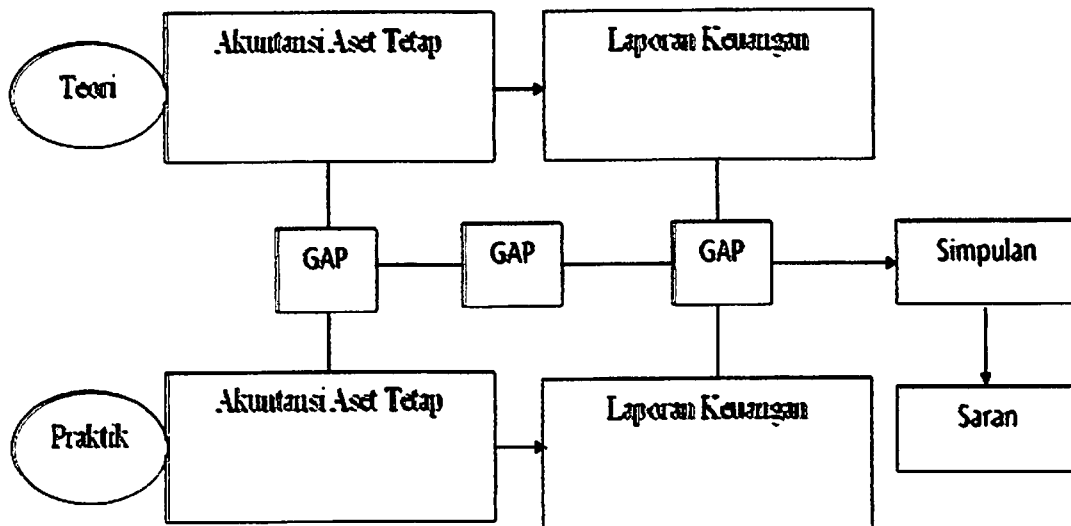 Akuntansi Aset Tetap
Laporan Keuangan
Teori
GAP
GAP
GAP
Simpulan
Akuntansi Aset Tetap
Laporan Keuangan
Praktik
Saran